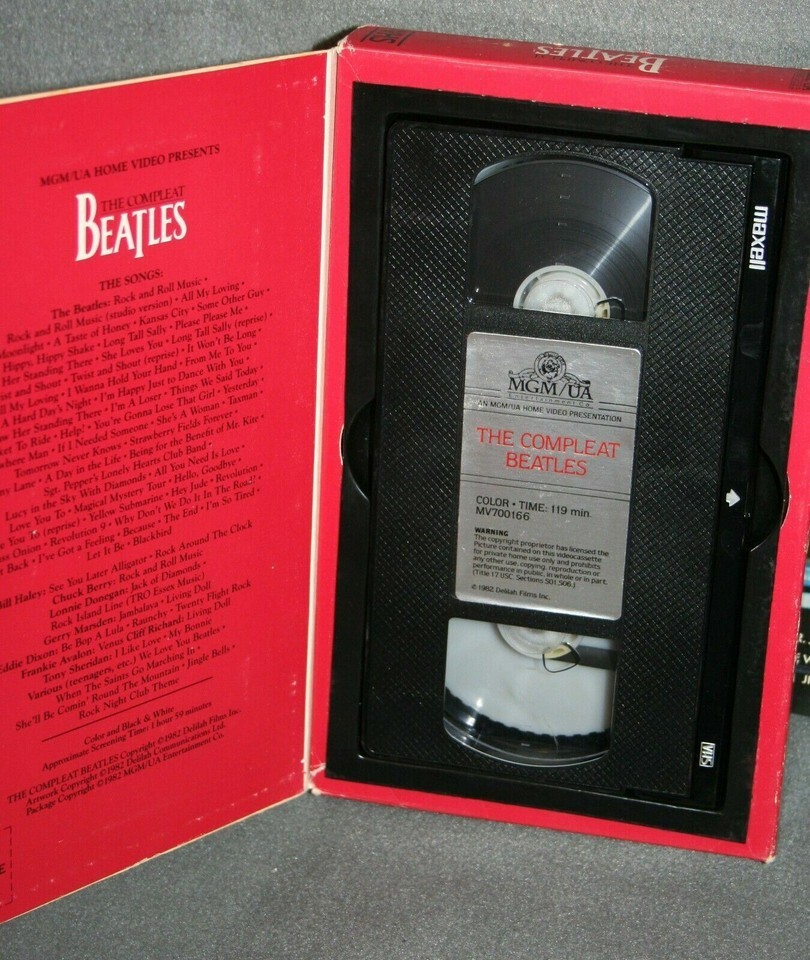 MGM/UA HOME VIDEO PRESENTS
THE COMPLEAT
BEATLES
THE SONGS:
The Beatles: Rock and Roll Music •
Rock and Roll Music (studio version) • All My Loving •
Moonlight • A Taste of Honey • Kansas City • Some Other Guy •
Hippy, Hippy Shake • Long Tall Sally • Please Please Me •
Her Standing There • She Loves You • Long Tall Sally (reprise) •
ist and Shout • Twist and Shout (reprise) • It Won't Be Long •
ll My Loving • I Wanna Hold Your Hand • From Me To You •
A Hard Day's Night • I'm Happy Just to Dance With You •
w Her Standing There • I'm A Loser • Things We Said Today •
ket To Ride • Help! • You're Gonna Lose That Girl • Yesterday •
where Man • If I Needed Someone • She's A Woman • Taxman •
Tomorrow Never Knows • Strawberry Fields Forever •
ny Lane • A Day in the Life • Being for the Benefit of Mr. Kite •
Sgt. Pepper's Lonely Hearts Club Band •
Lucy in the Sky With Diamonds • All You Need Is Love •
Love You To • Magical Mystery Tour • Hello, Goodbye •
e You (reprise) • Yellow Submarine • Hey Jude • Revolution •
ss Onion • Revolution 9 • Why Don't We Do It In The Road? •
t Back • I've Got a Feeling • Because • The End • I'm So Tired •
Let It Be • Blackbird
Bill Haley: See You Later Alligator • Rock Around The Clock
Chuck Berry: Rock and Roll Music
Lonnie Donegan: Jack of Diamonds •
Rock Island Line (TRO Essex Music)
Gerry Marsden: Jambalaya • Living Doll
Eddie Dixon: Be Bop A Lula • Raunchy • Twenty Flight Rock
Frankie Avalon: Venus Cliff Richard: Living Doll
Tony Sheridan: I Like Love • My Bonnie
Various (teenagers, etc.) We Love You Beatles •
When The Saints Go Marching In •
She'll Be Comin' Round The Mountain • Jingle Bells •
Rock Night Club Theme
Color and Black & White
Approximate Screening Time: 1 hour 59 minutes
THE COMPLEAT BEATLES Copyright ©1982 Delilah Films Inc.
Artwork Copyright ©1982 Delilah Communications Ltd.
Package Copyright ©1982 MGM/UA Entertainment Co.
E
BEATLES
maxell
MGM/UA
Entertainment Co.
AN MGM/UA HOME VIDEO PRESENTATION
THE COMPLEAT
BEATLES
COLOR • TIME: 119 min.
MV700166
WARNING
The copyright proprietor has licensed the
Picture contained on this videocassette
for private home use only and prohibits
any other use, copying, reproduction or
performance in public, in whole or in part.
(Title 17 USC. Sections 501,506.)
©1982 Delilah Films Inc.
VHS